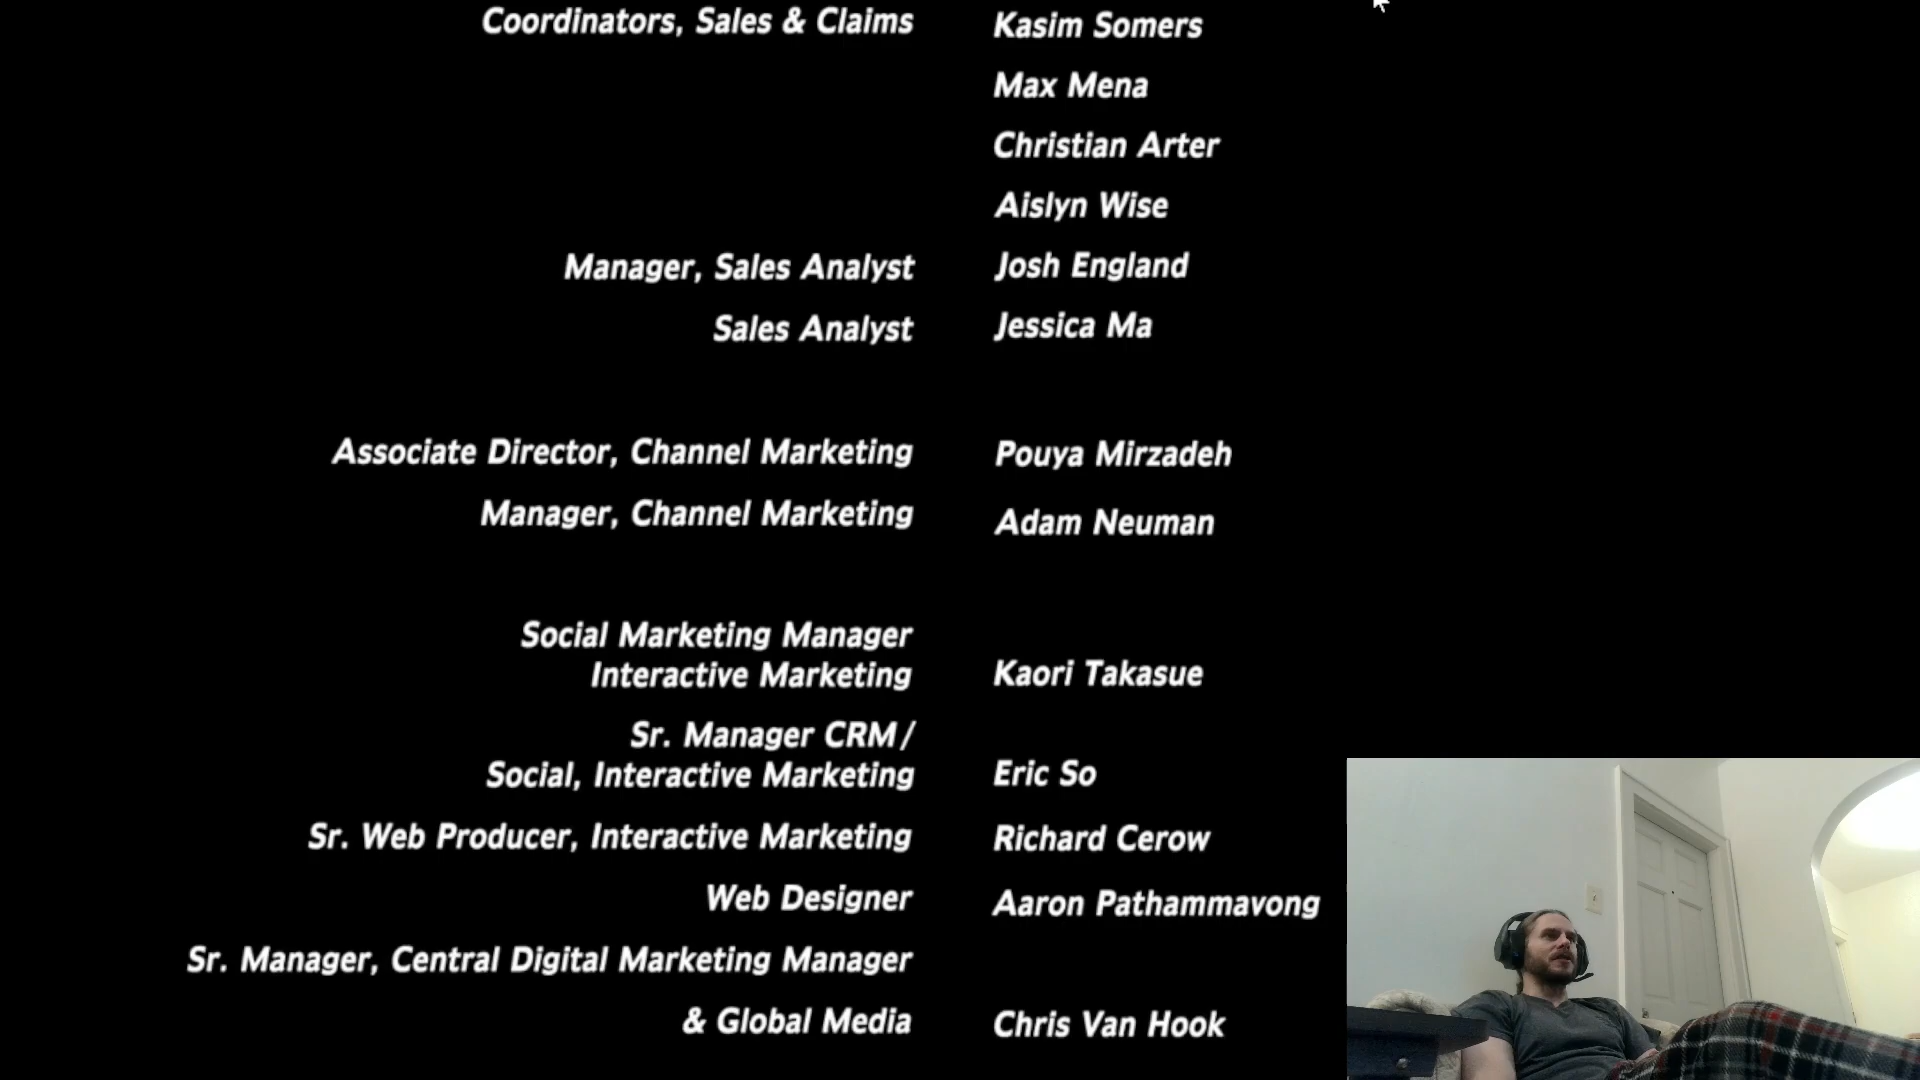 Coordinators, Sales & Claims Kasim Somers
Max Mena
Christian Arter
Aislyn Wise
Manager, Sales Analyst Josh England
Sales Analyst Jessica Ma
Associate Director, Channel Marketing Pouya Mirzadeh
Manager, Channel Marketing Adam Neuman
Social Marketing Manager
Interactive Marketing Kaori Takasue
Sr. Manager CRM/
Social, Interactive Marketing Eric So
Sr. Web Producer, Interactive Marketing Richard Cerow
Web Designer Aaron Pathammavong
Sr. Manager, Central Digital Marketing Manager
& Global Media Chris Van Hook